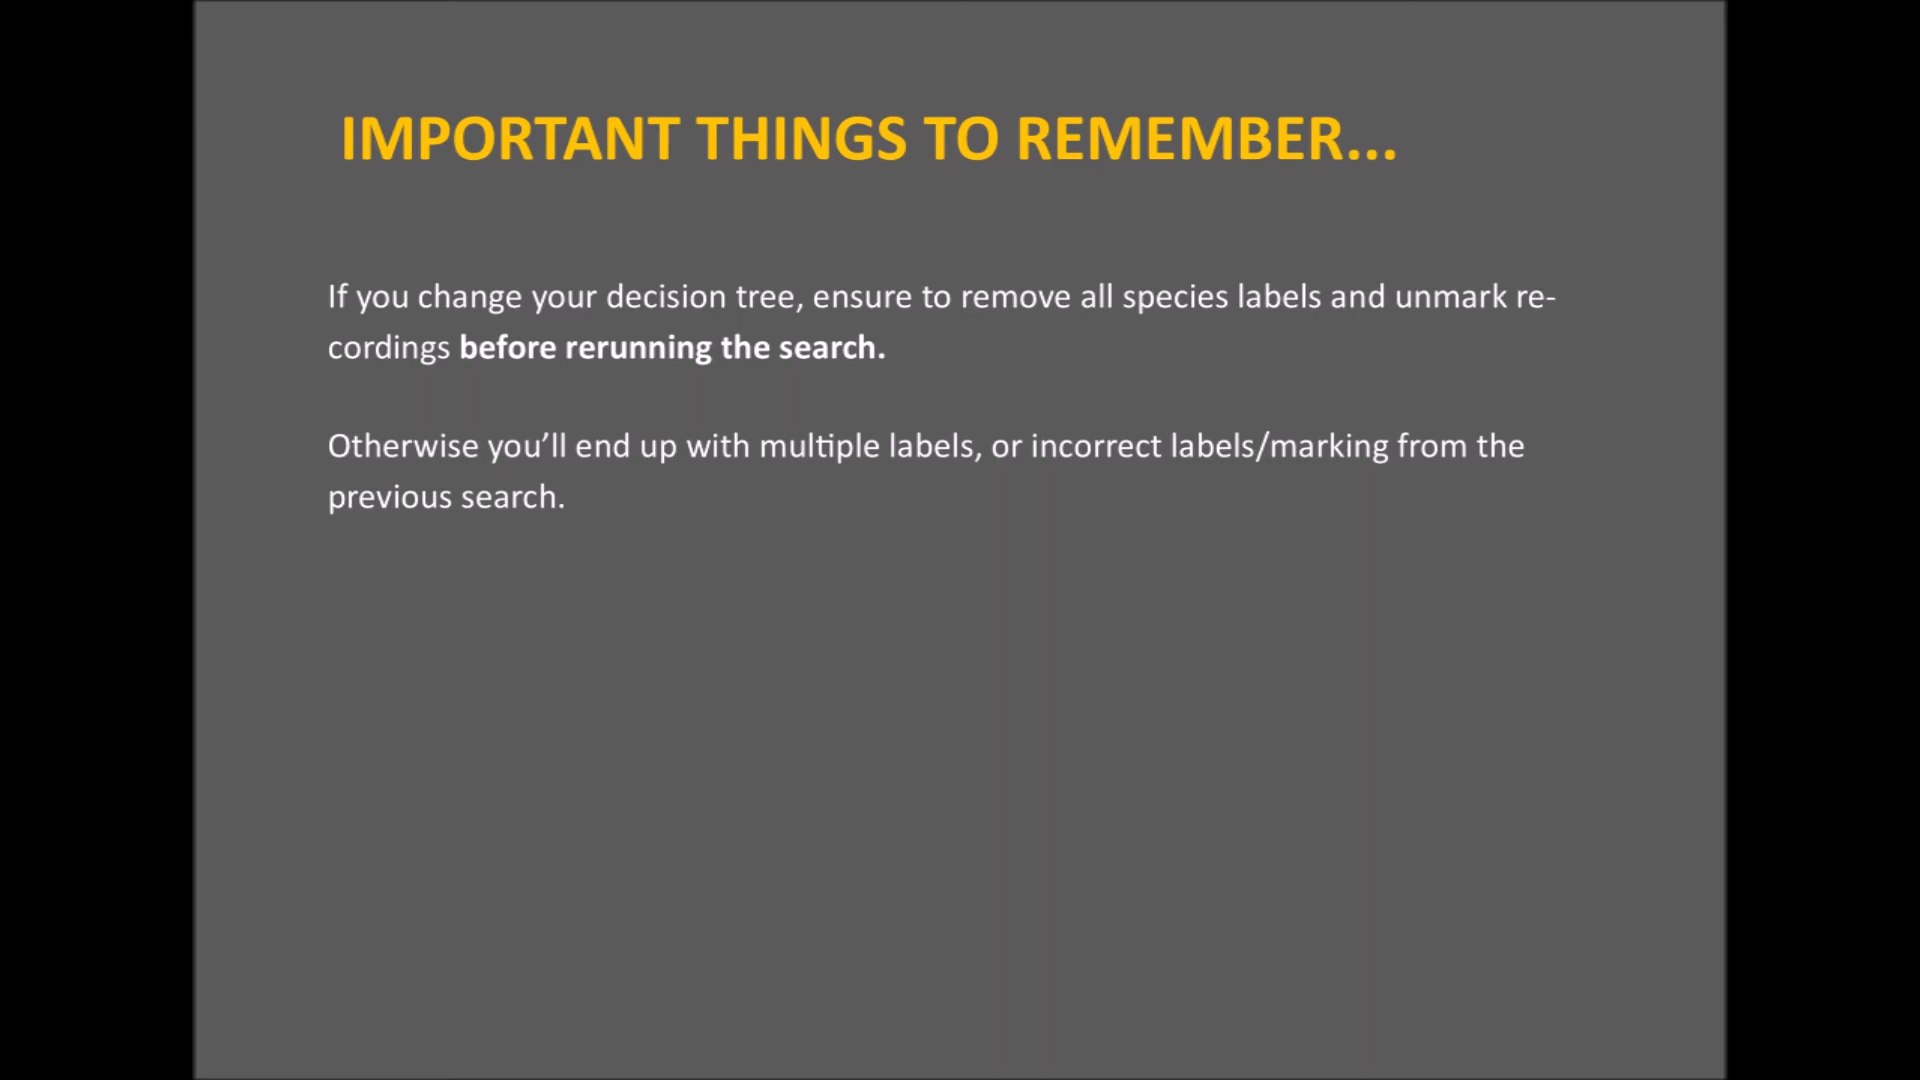 IMPORTANT THINGS TO REMEMBER...
If you change your decision tree, ensure to remove all species labels and unmark re-
cordings before rerunning the search.
Otherwise you’ll end up with multiple labels, or incorrect labels/marking from the
previous search.